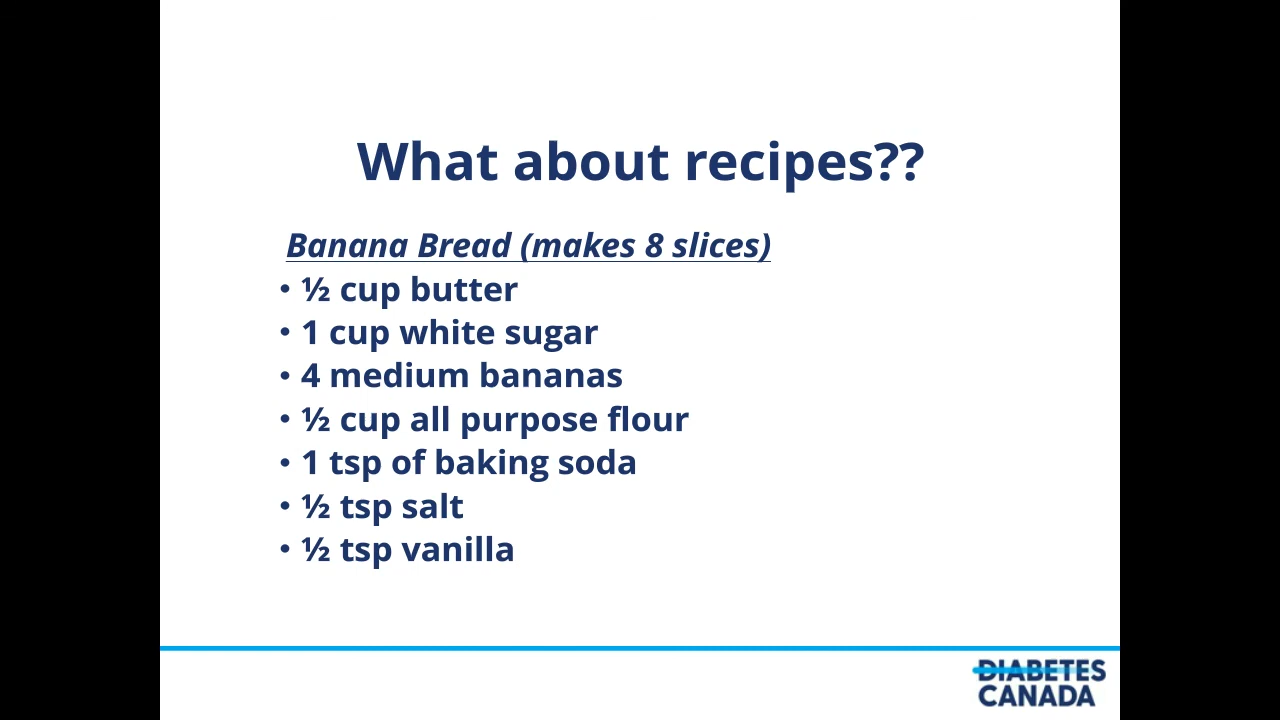 What about recipes??
Banana Bread (makes 8 slices)
• ½ cup butter
• 1 cup white sugar
• 4 medium bananas
• ½ cup all purpose flour
• 1 tsp of baking soda
• ½ tsp salt
• ½ tsp vanilla
DIABETES
CANADA